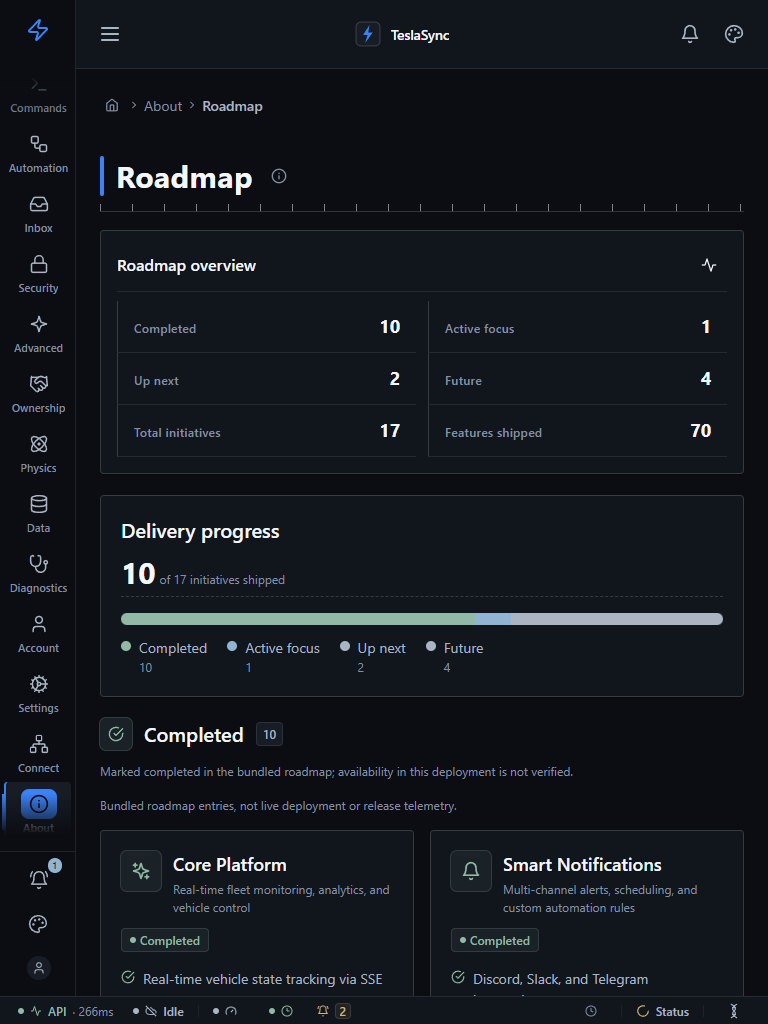 TeslaSync
Commands
Automation
Inbox
Security
Advanced
Ownership
Physics
Data
Diagnostics
Account
Settings
Connect
About
1
About
Roadmap
Roadmap
Roadmap overview
Completed 10
Active focus 1
Up next 2
Future 4
Total initiatives 17
Features shipped 70
Delivery progress
10 of 17 initiatives shipped
Completed
10
Active focus
1
Up next
2
Future
4
Completed 10
Marked completed in the bundled roadmap; availability in this deployment is not verified.
Bundled roadmap entries, not live deployment or release telemetry.
Core Platform
Real-time fleet monitoring, analytics, and
vehicle control
Completed
Real-time vehicle state tracking via SSE
Smart Notifications
Multi-channel alerts, scheduling, and
custom automation rules
Completed
Discord, Slack, and Telegram
API · 266ms
Idle
2
Status